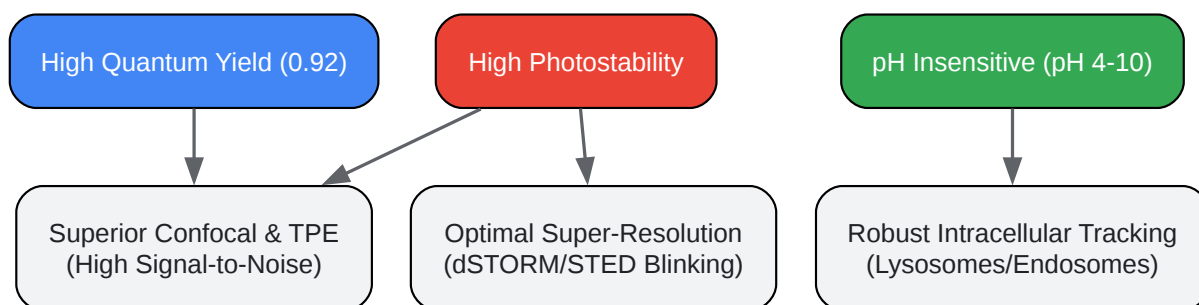 High Quantum Yield (0.92)
High Photostability
pH Insensitive (pH 4-10)
Superior Confocal & TPE
(High Signal-to-Noise)
Optimal Super-Resolution
(dSTORM/STED Blinking)
Robust Intracellular Tracking
(Lysosomes/Endosomes)